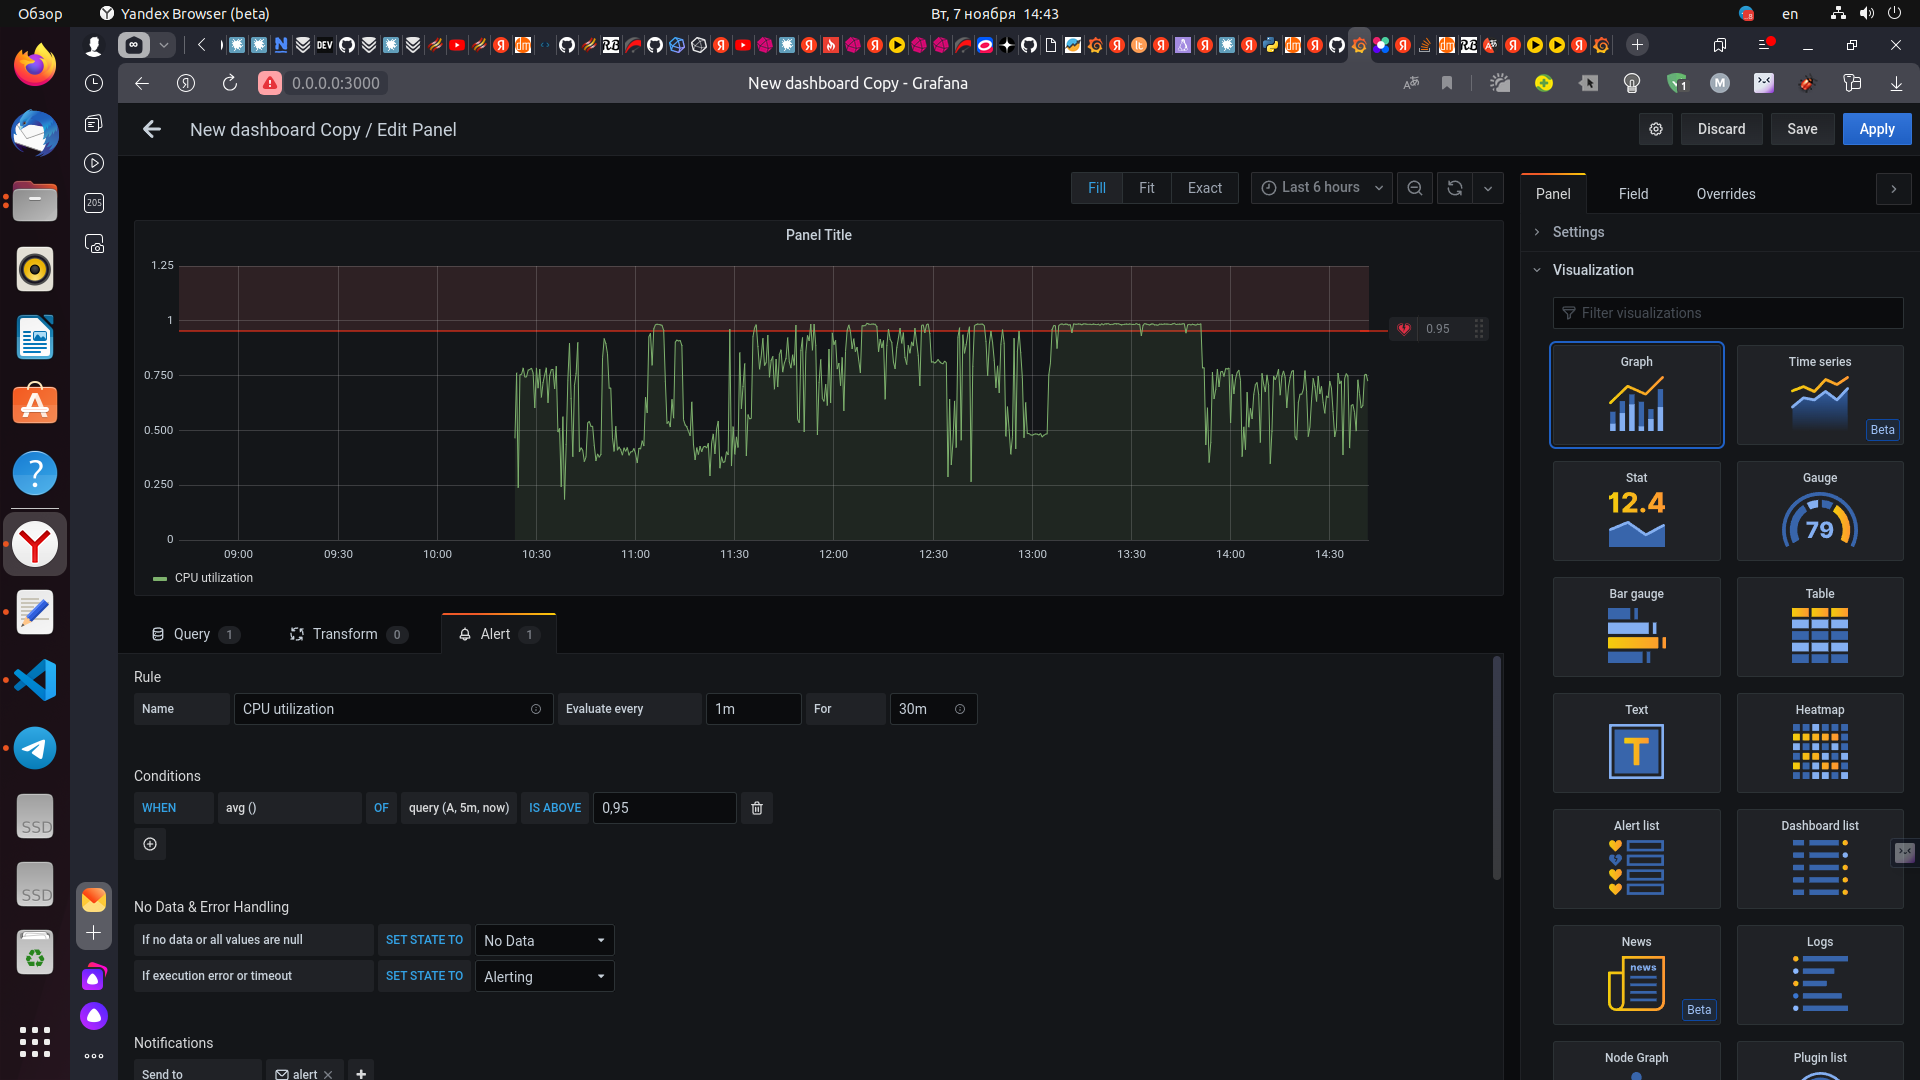 Обзор
Yandex Browser (beta)
Вт, 7 ноября 14:43
en
DEV
0.0.0.0:3000
New dashboard Copy - Grafana
1
M
New dashboard Copy / Edit Panel
Discard
Save
Apply
205
Fill
Fit
Exact
Last 6 hours
Panel
Field
Overrides
Settings
Visualization
Filter visualizations
Panel Title
1.25
1
0.750
0.500
0.250
0
0.95
09:00
09:30
10:00
10:30
11:00
11:30
12:00
12:30
13:00
13:30
14:00
14:30
CPU utilization
Graph
Time series
Beta
Stat
12.4
Gauge
79
Bar gauge
Table
Text
T
Heatmap
Alert list
Dashboard list
News
news
Beta
Logs
Node Graph
Plugin list
Query 1
Transform 0
Alert 1
Rule
Name
CPU utilization
Evaluate every
1m
For
30m
Conditions
WHEN
avg ()
OF
query (A, 5m, now)
IS ABOVE
0,95
No Data & Error Handling
If no data or all values are null
SET STATE TO
No Data
If execution error or timeout
SET STATE TO
Alerting
Notifications
Send to
alert
SSD
SSD